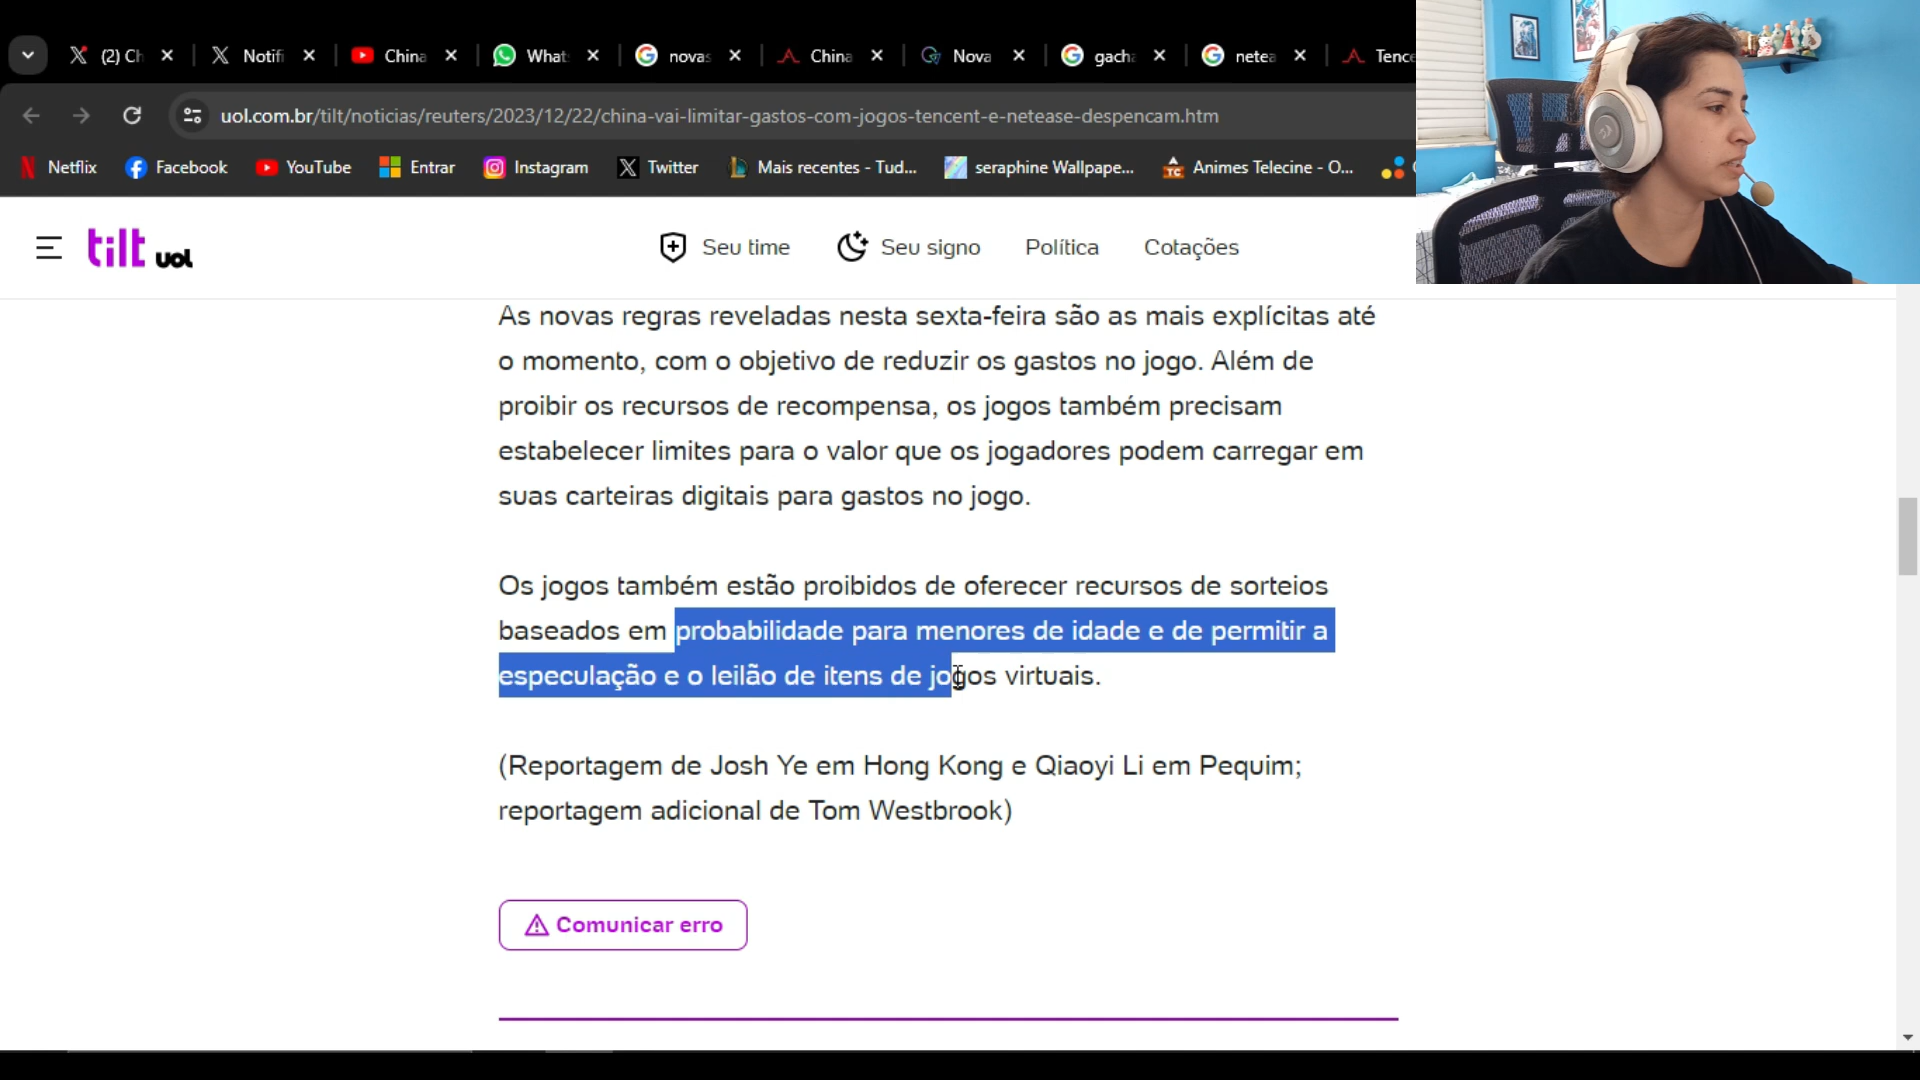 (2) Ch
Notifi
China
What
novas
China
Nova
gacha
netea
Tence
uol.com.br/tilt/noticias/reuters/2023/12/22/china-vai-limitar-gastos-com-jogos-tencent-e-netease-despencam.htm
Netflix
Facebook
YouTube
Entrar
Instagram
Twitter
Mais recentes - Tud...
seraphine Wallpape...
Animes Telecine - O...
tilt uol
Seu time
Seu signo
Política
Cotações
As novas regras reveladas nesta sexta-feira são as mais explícitas até
o momento, com o objetivo de reduzir os gastos no jogo. Além de
proibir os recursos de recompensa, os jogos também precisam
estabelecer limites para o valor que os jogadores podem carregar em
suas carteiras digitais para gastos no jogo.
Os jogos também estão proibidos de oferecer recursos de sorteios
baseados em probabilidade para menores de idade e de permitir a
especulação e o leilão de itens de jogos virtuais.
(Reportagem de Josh Ye em Hong Kong e Qiaoyi Li em Pequim;
reportagem adicional de Tom Westbrook)
Comunicar erro